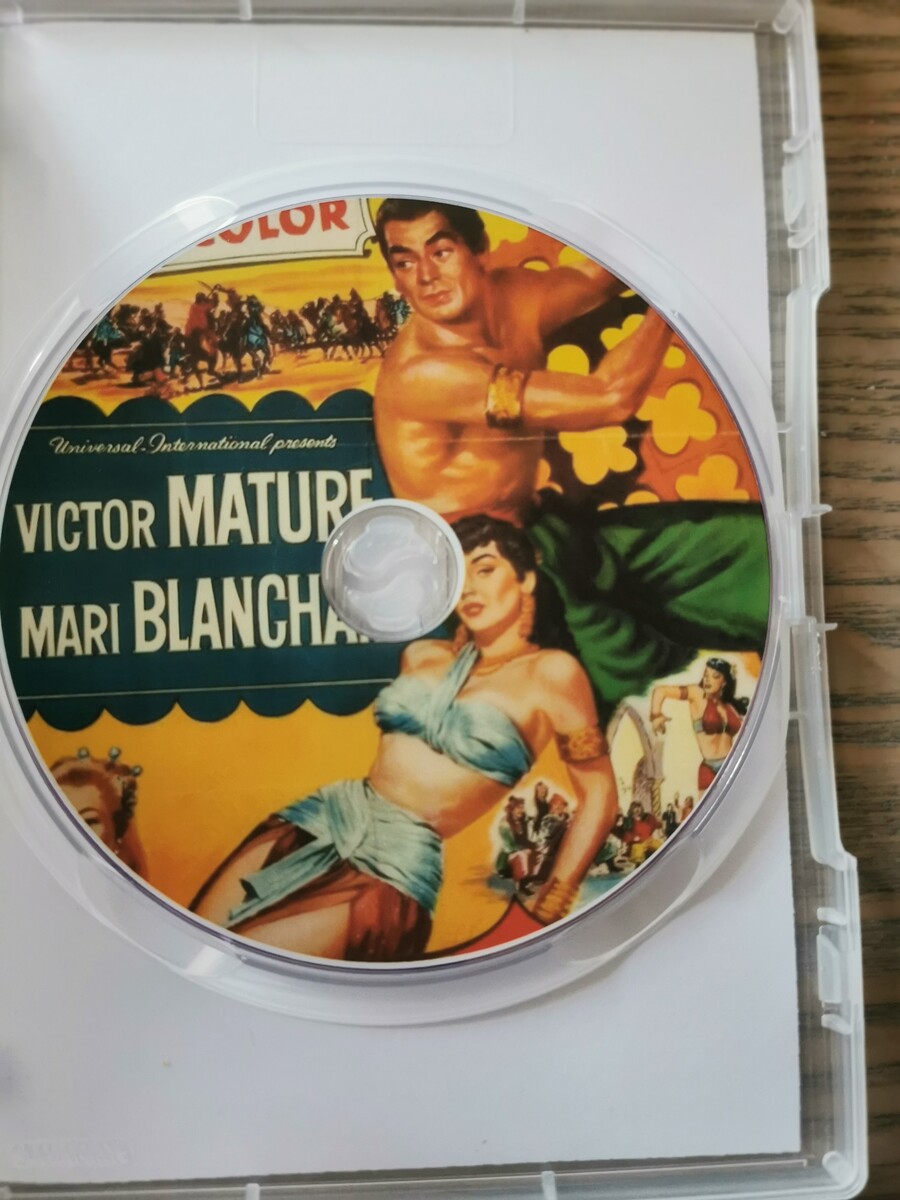 COLOR
Universal-International presents
VICTOR MATURE
MARI BLANCHA